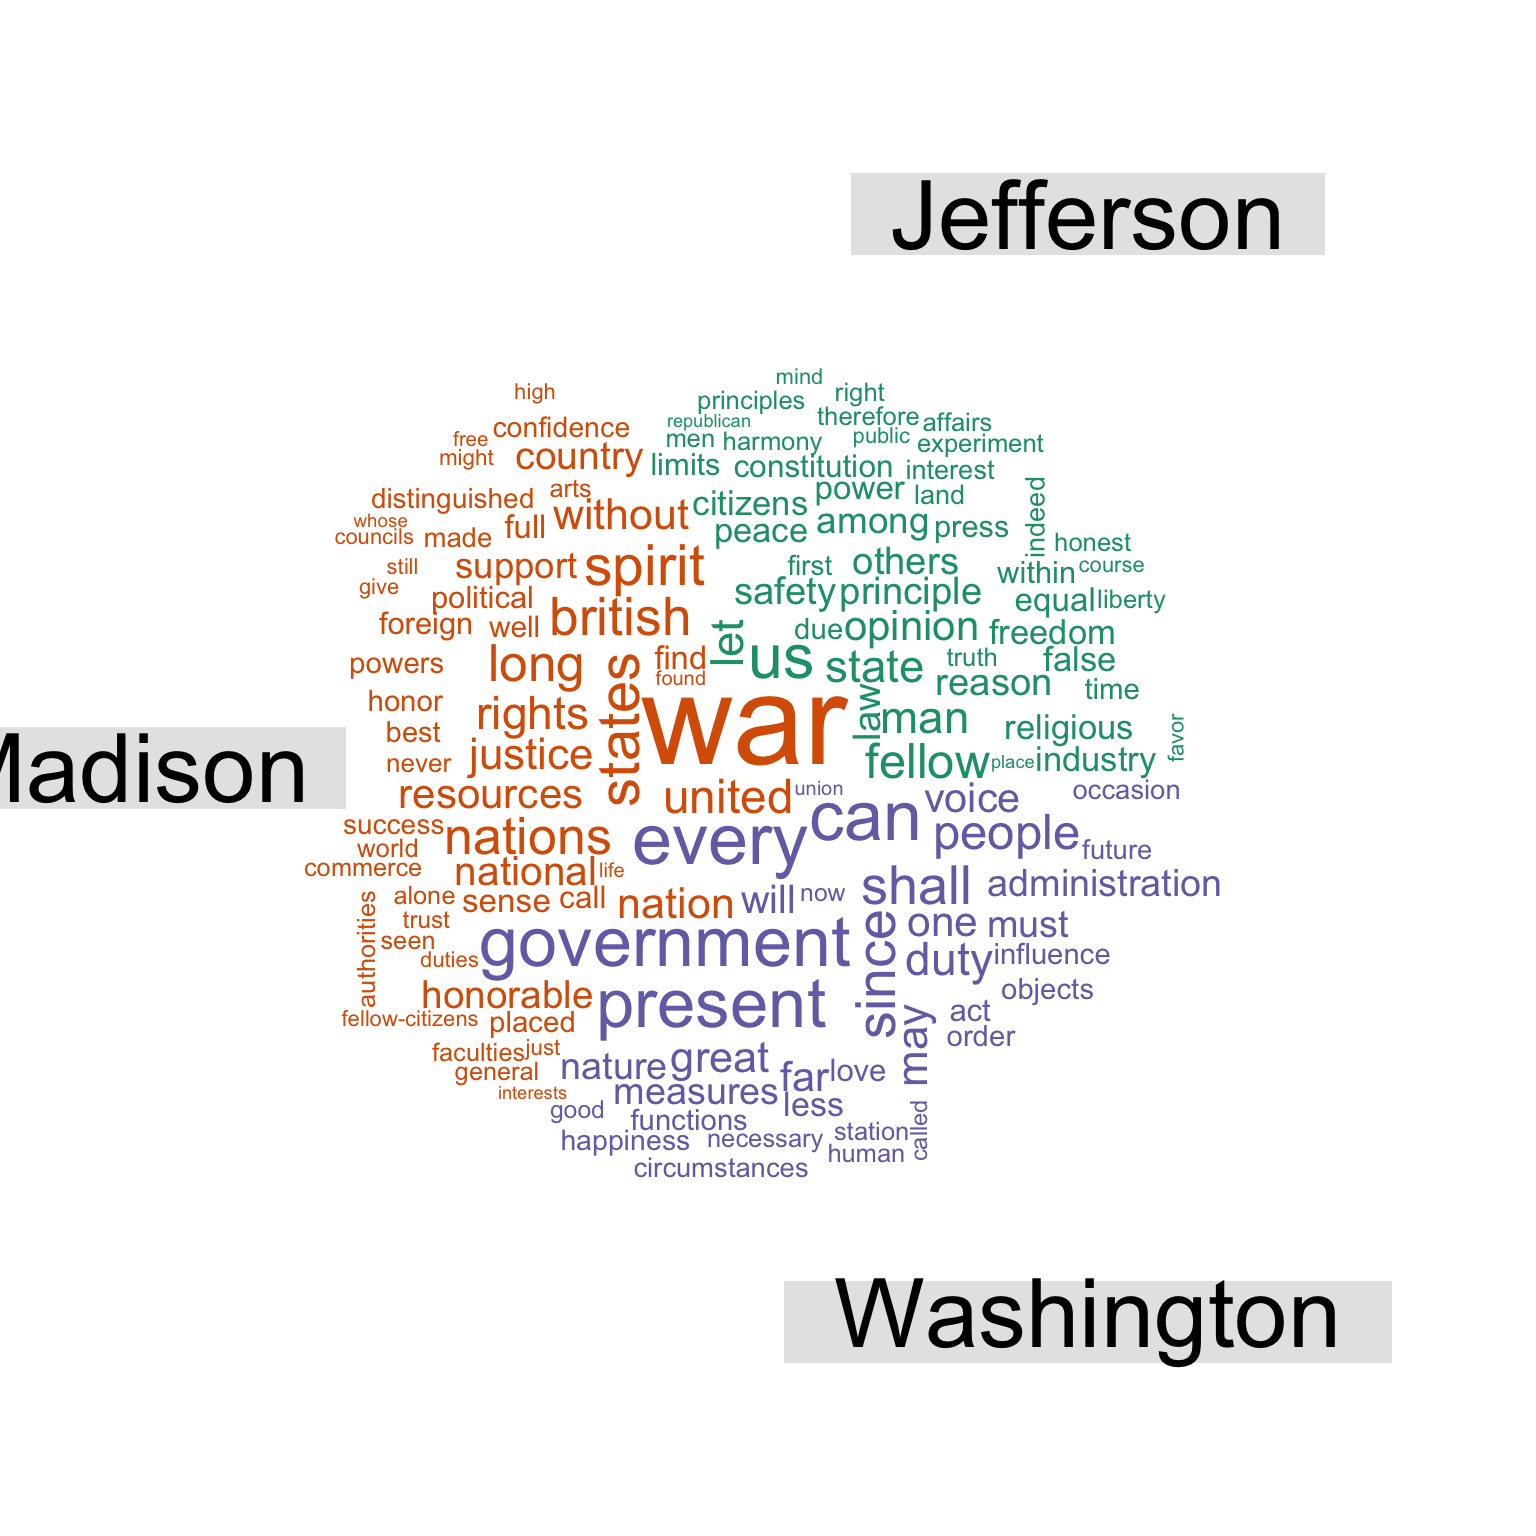 Jefferson
mind
high
right
principles
republican
therefore
affairs
confidence
free
men
harmony
public
experiment
might
country
limits
constitution
interest
distinguished
arts
citizens
power
land
indeed
whose
councils
made
full
without
peace
among
press
honest
still
support
spirit
first
others
within
course
give
political
safety
principle
equal
liberty
foreign
well
british
let
due
opinion
freedom
powers
long
states
find
found
us
state
truth
false
honor
rights
war
law
reason
time
best
man
religious
favor
Madison
never
justice
fellow
place
industry
resources
united
union
can
voice
occasion
success
world
nations
every
people
future
commerce
national
life
shall
administration
alone
sense
call
nation
will
now
authorities
trust
seen
duties
government
since
one
must
duty
influence
honorable
present
objects
fellow-citizens
placed
may
act
order
faculties
just
general
nature
great
far
love
interests
measures
good
functions
less
called
happiness
necessary
station
human
circumstances
Washington